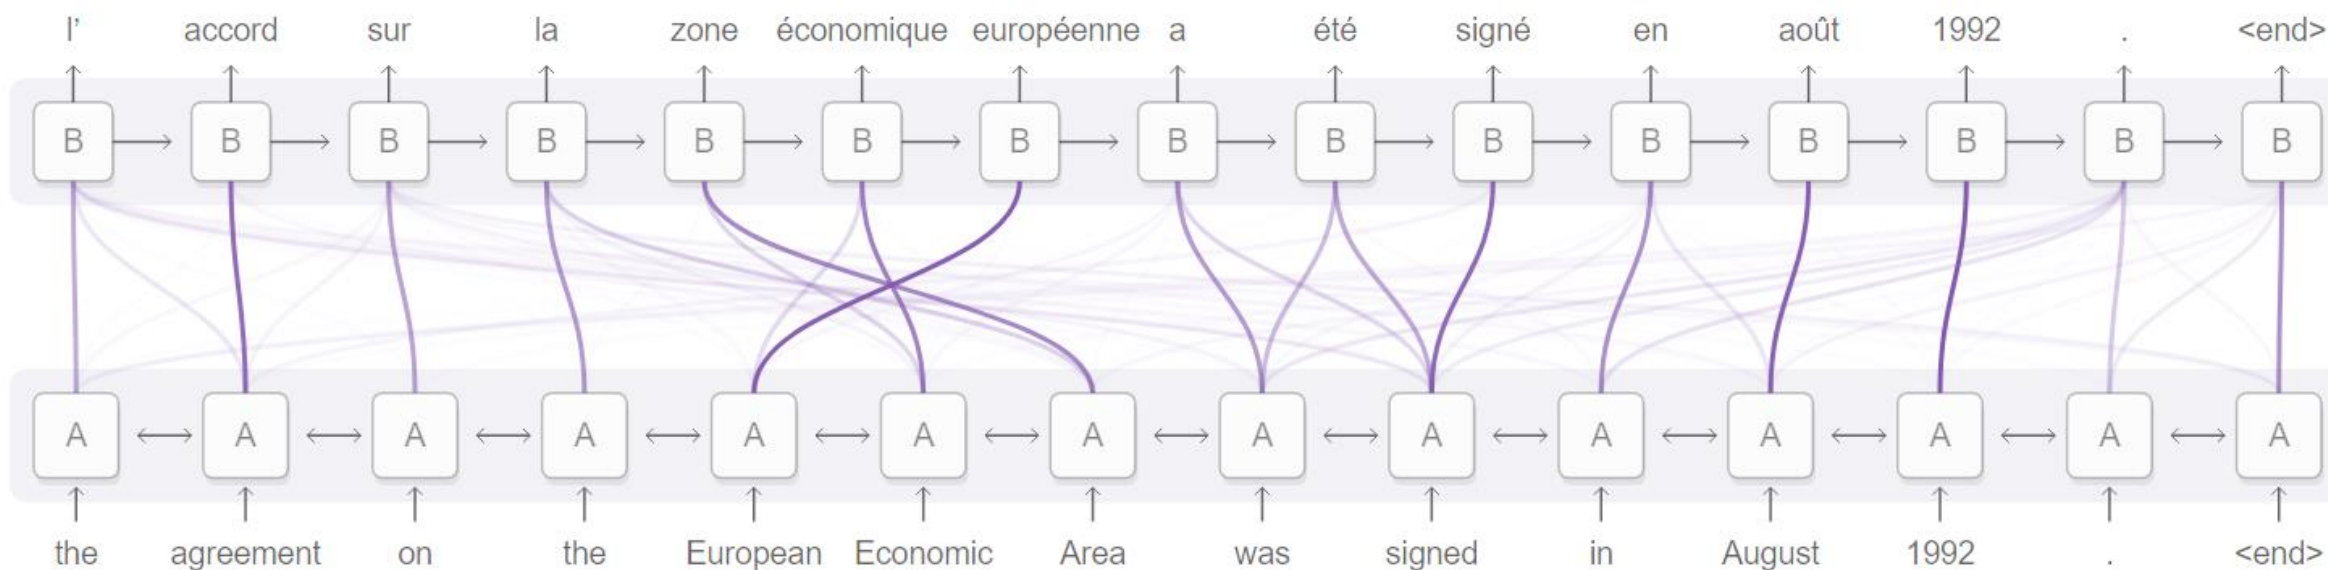 l’ accord sur la zone économique européenne a été signé en août 1992 . <end>
B B B B B B B B B B B B B B B
A A A A A A A A A A A A A A
the agreement on the European Economic Area was signed in August 1992 . <end>